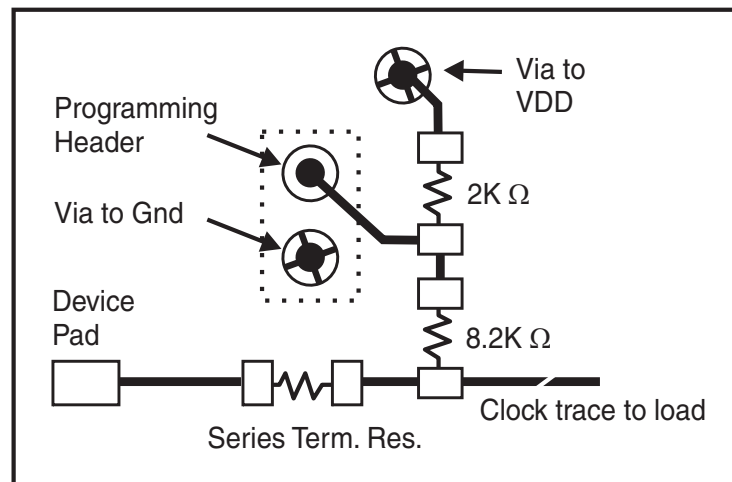 Via to
VDD
Programming
Header
2K Ω
Via to Gnd
Device
Pad
8.2K Ω
Clock trace to load
Series Term. Res.